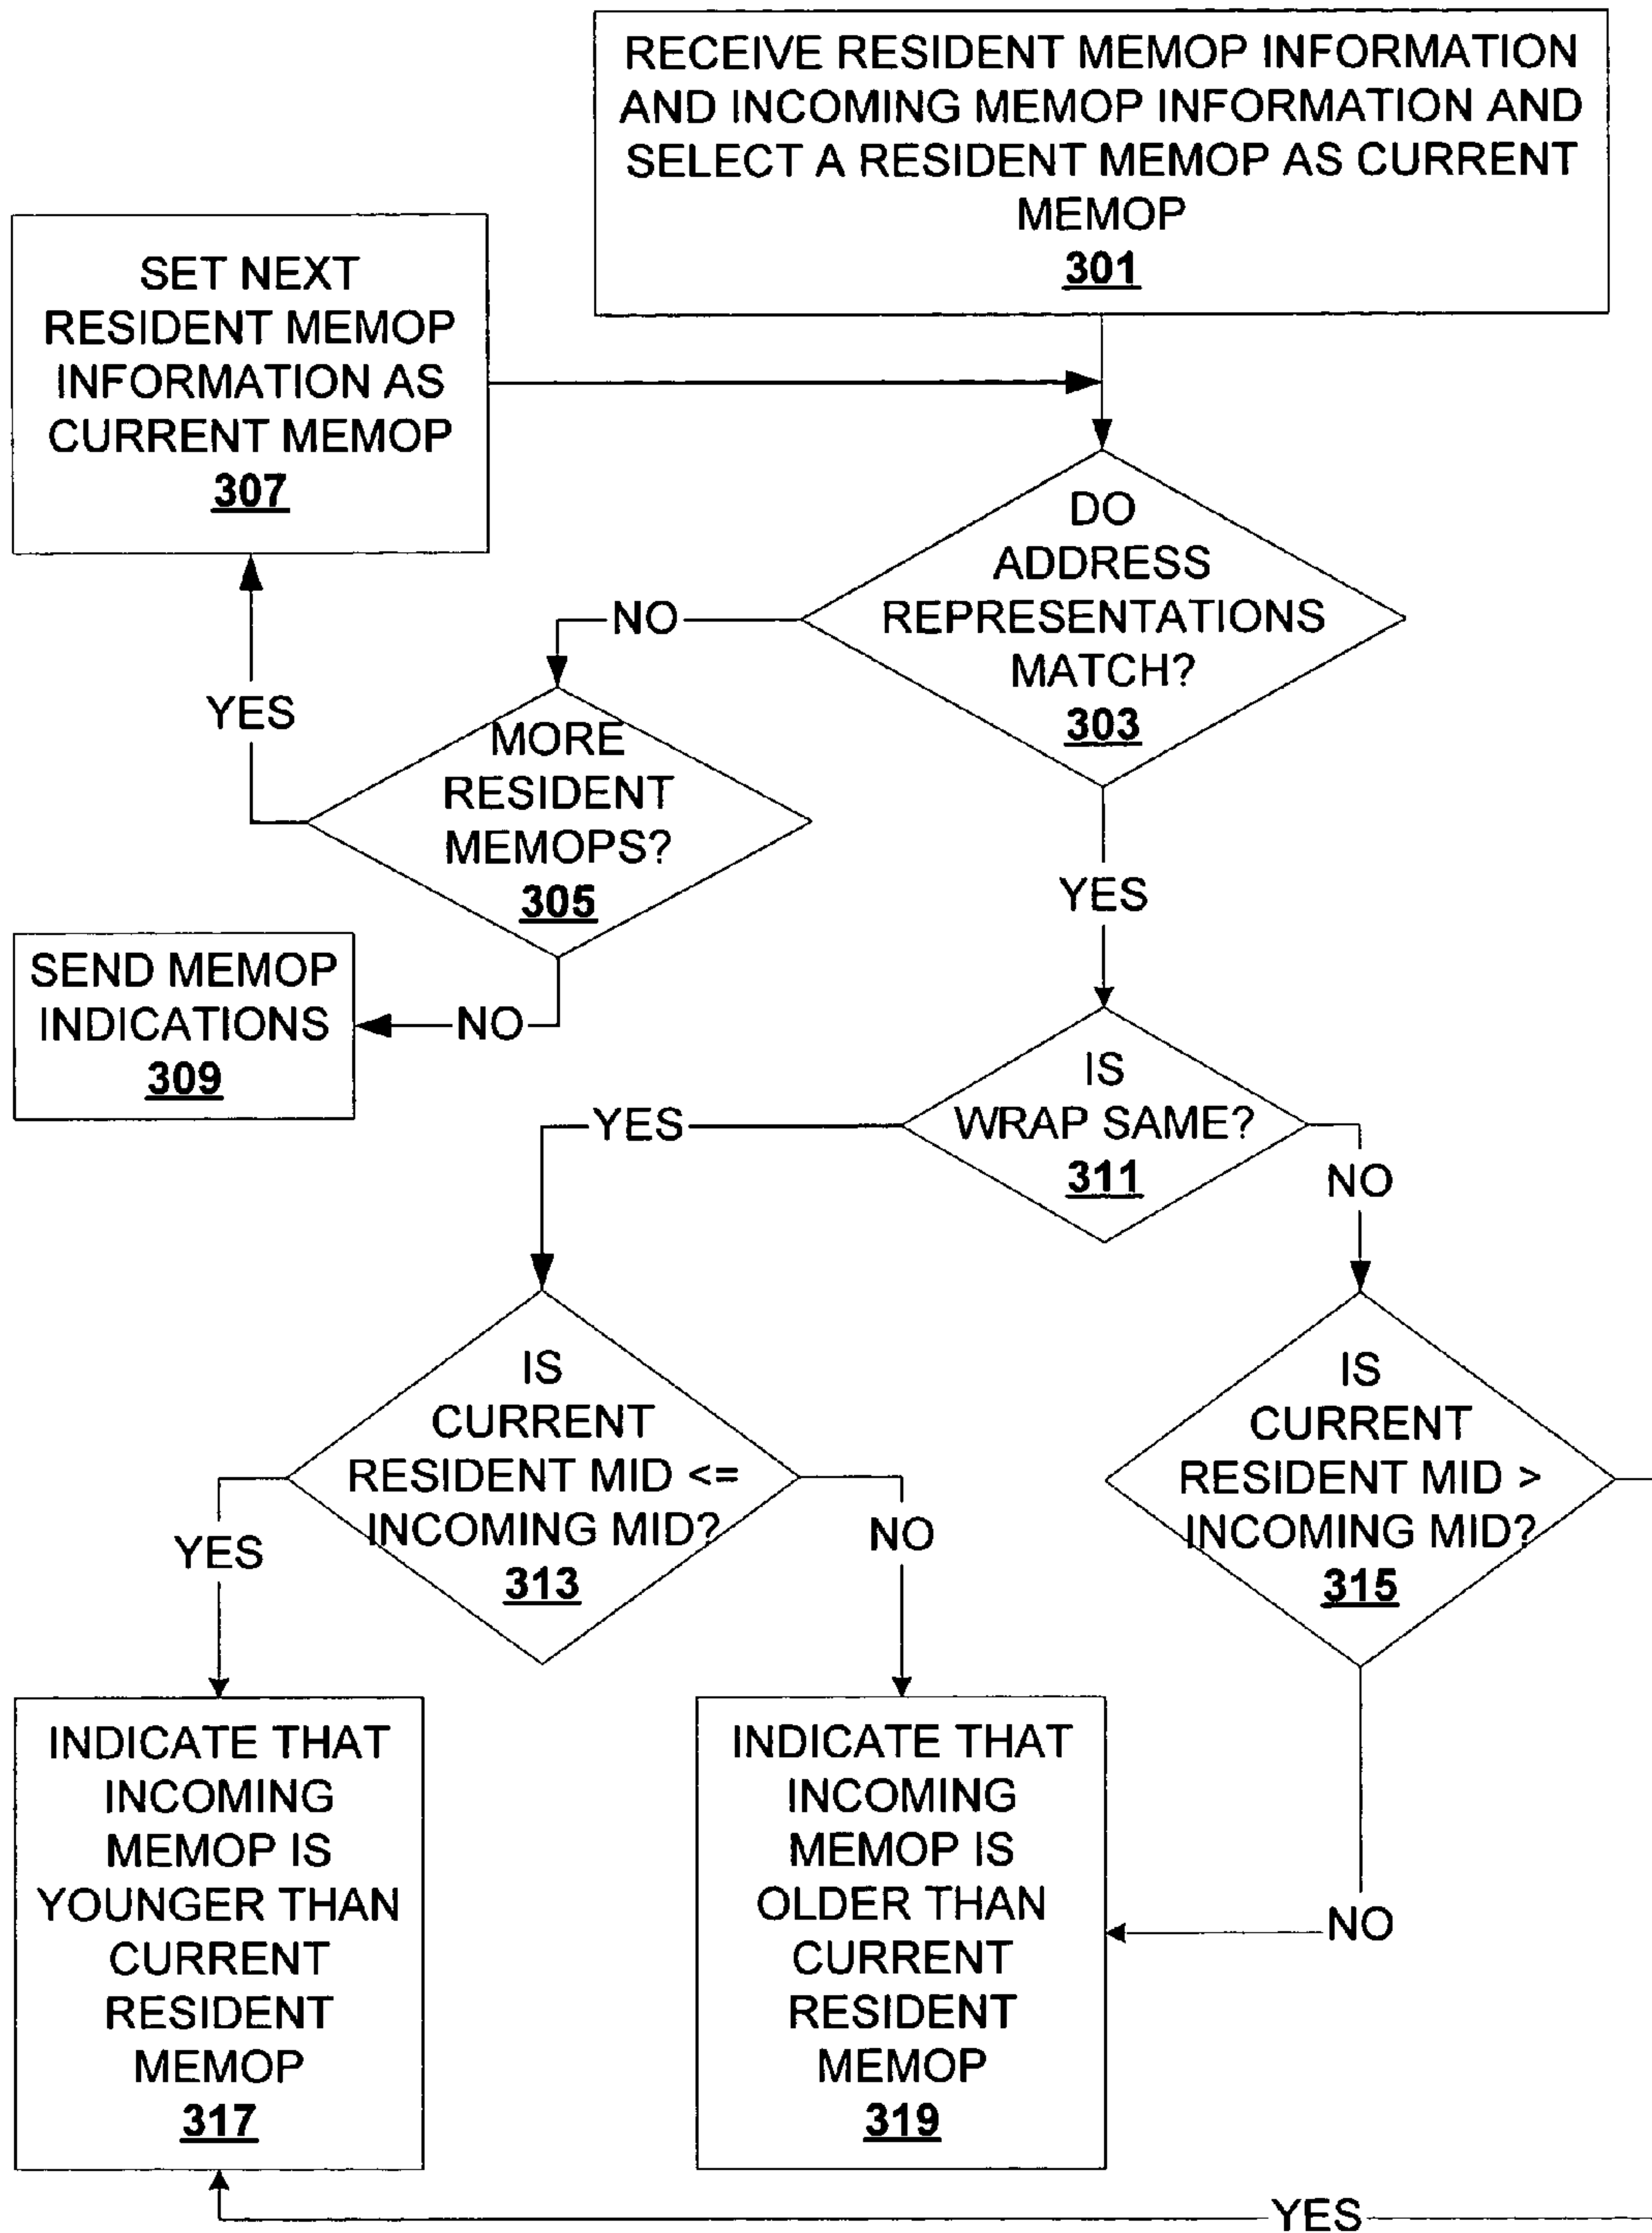 RECEIVE RESIDENT MEMOP INFORMATION
AND INCOMING MEMOP INFORMATION AND
SELECT A RESIDENT MEMOP AS CURRENT
MEMOP
301
SET NEXT
RESIDENT MEMOP
INFORMATION AS
CURRENT MEMOP
307
DO
ADDRESS
REPRESENTATIONS
MATCH?
303
NO
YES
MORE
RESIDENT
MEMOPS?
305
YES
SEND MEMOP
INDICATIONS
309
NO
IS
WRAP SAME?
311
YES
NO
IS
CURRENT
RESIDENT MID <=
INCOMING MID?
313
IS
CURRENT
RESIDENT MID >
INCOMING MID?
315
YES
NO
INDICATE THAT
INCOMING
MEMOP IS
YOUNGER THAN
CURRENT
RESIDENT
MEMOP
317
INDICATE THAT
INCOMING
MEMOP IS
OLDER THAN
CURRENT
RESIDENT
MEMOP
319
NO
YES